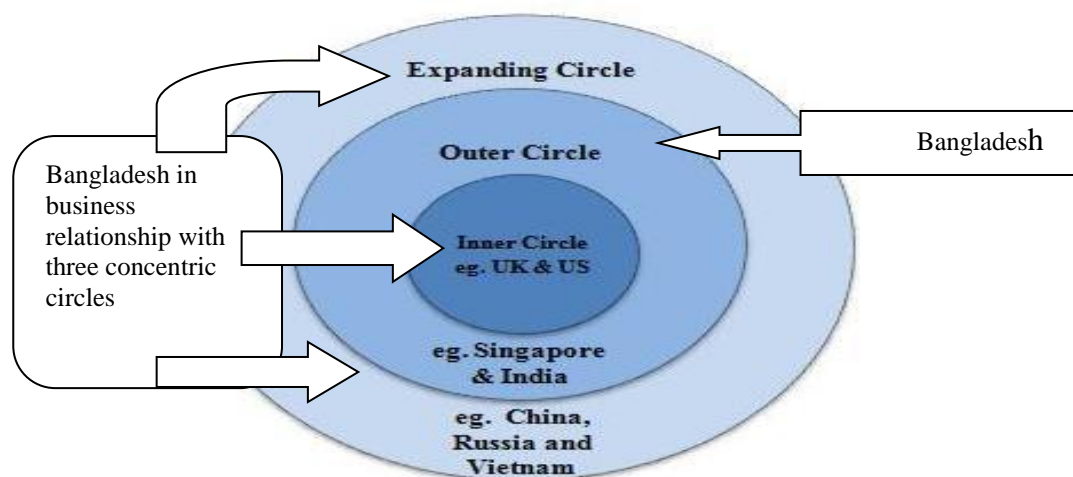 Expanding Circle
Bangladesh
Outer Circle
Bangladesh in
business
relationship with
three concentric
circles
Inner Circle
eg. UK & US
eg. Singapore
& India
eg. China,
Russia and
Vietnam